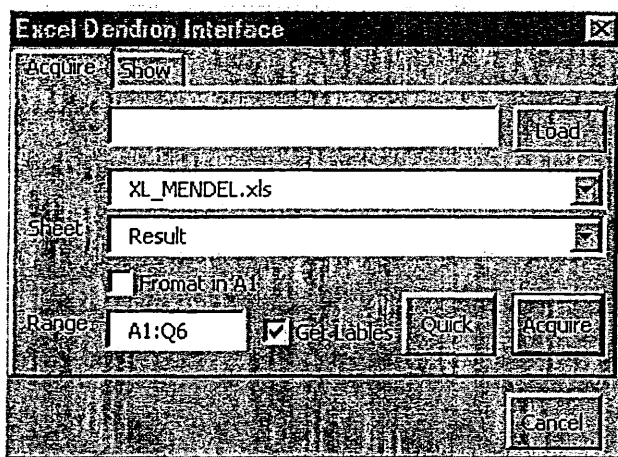 Excel Dendron Interface
Acquire Show
Load
XL_MENDEL.xls
Sheet Result
Fromat in A1
Range: A1:Q6 Get Lables Quick Acquire
Cancel